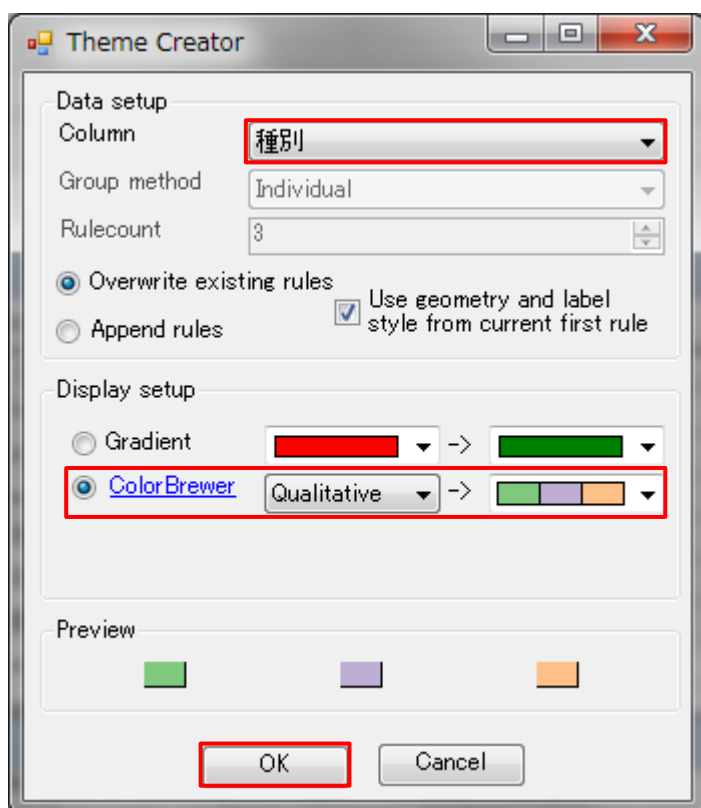 Theme Creator
Data setup
Column 種別
Group method Individual
Rulecount 3
Overwrite existing rules
Append rules
Use geometry and label
style from current first rule
Display setup
Gradient ->
ColorBrewer Qualitative ->
Preview
OK Cancel